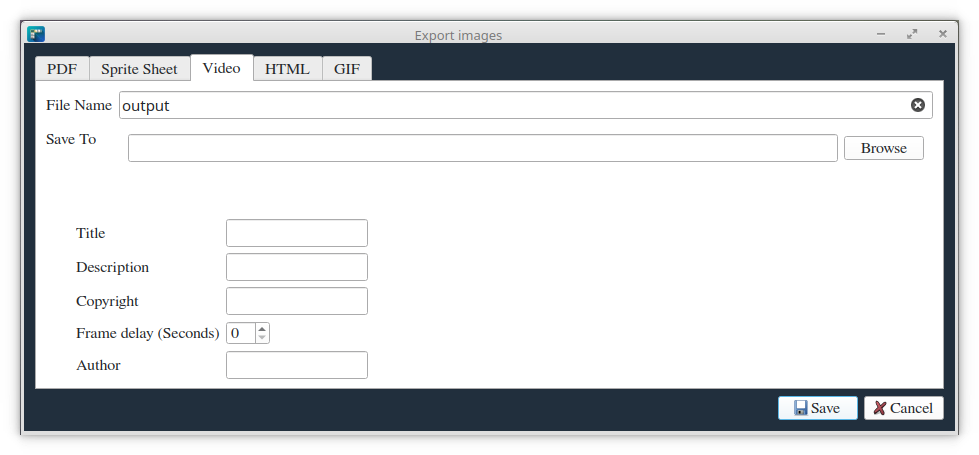 Export images
PDF Sprite Sheet Video HTML GIF
File Name output
Save To Browse
Title
Description
Copyright
Frame delay (Seconds) 0
Author
Save Cancel